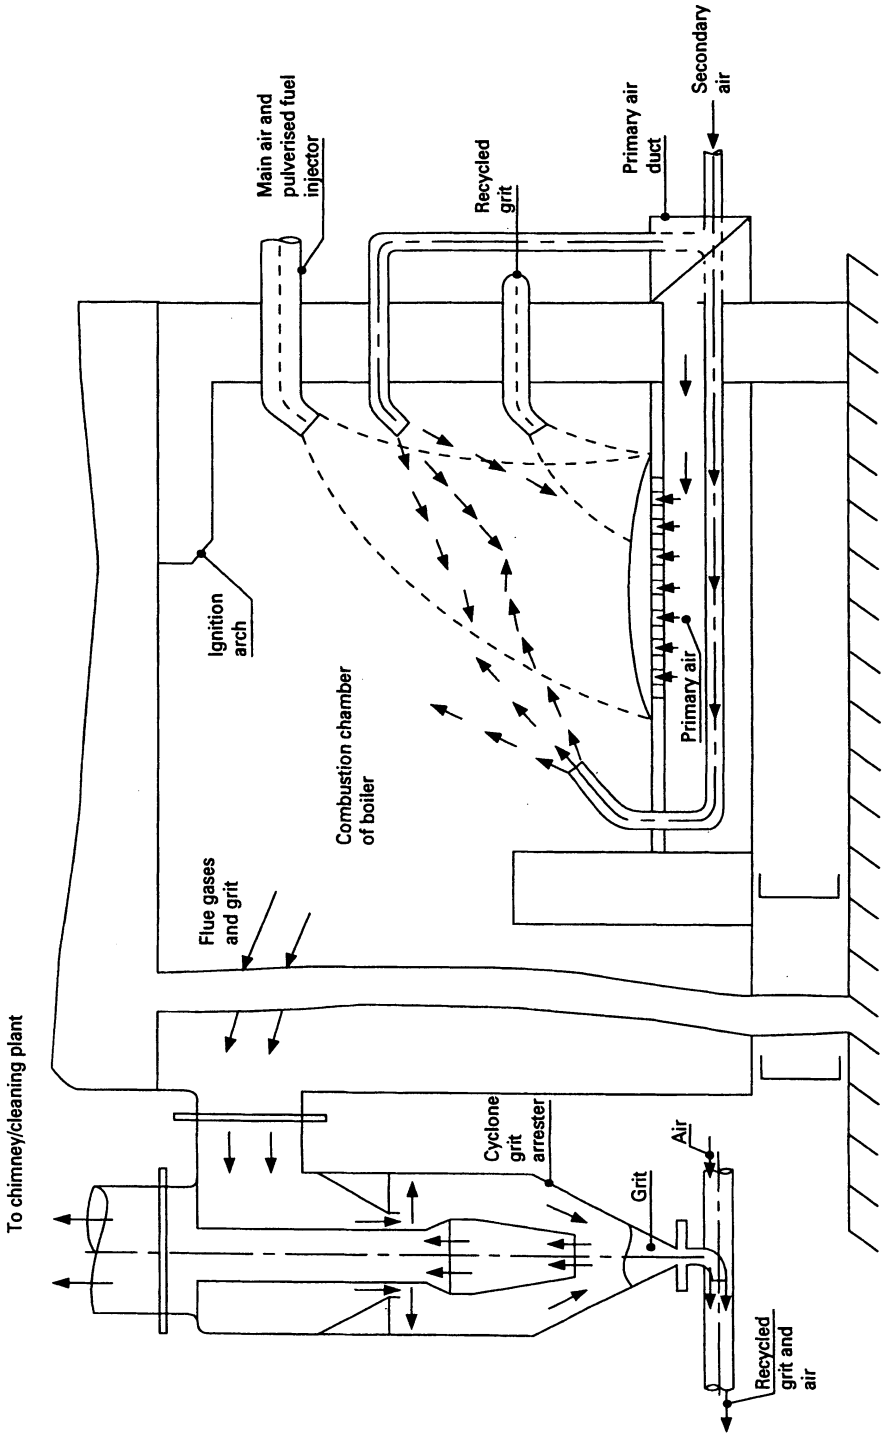 To chimney/cleaning plant
Flue gases
and grit
Combustion chamber
of boiler
Ignition
arch
Main air and
pulverised fuel
injector
Recycled
grit
Primary air
duct
Secondary
air
Primary air
Cyclone
grit
arrester
Grit
Air
Recycled
grit and
air